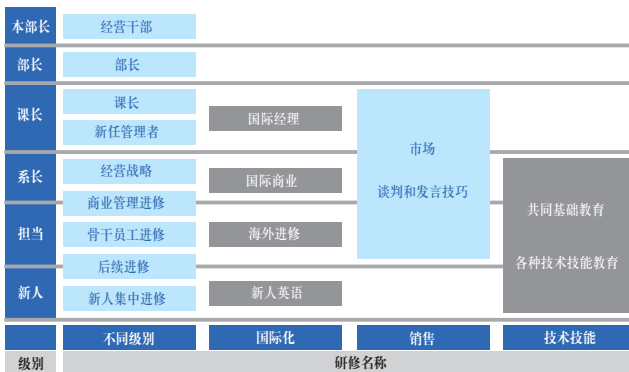 本部长
经营干部
部长
部长
课长
课长
新任管理者
国际经理
市场
谈判和发言技巧
系长
经营战略
国际商业
商业管理进修
共同基础教育
担当
骨干员工进修
海外进修
后续进修
各种技术技能教育
新人
新人集中进修
新人英语
不同级别
国际化
销售
技术技能
级别
研修名称